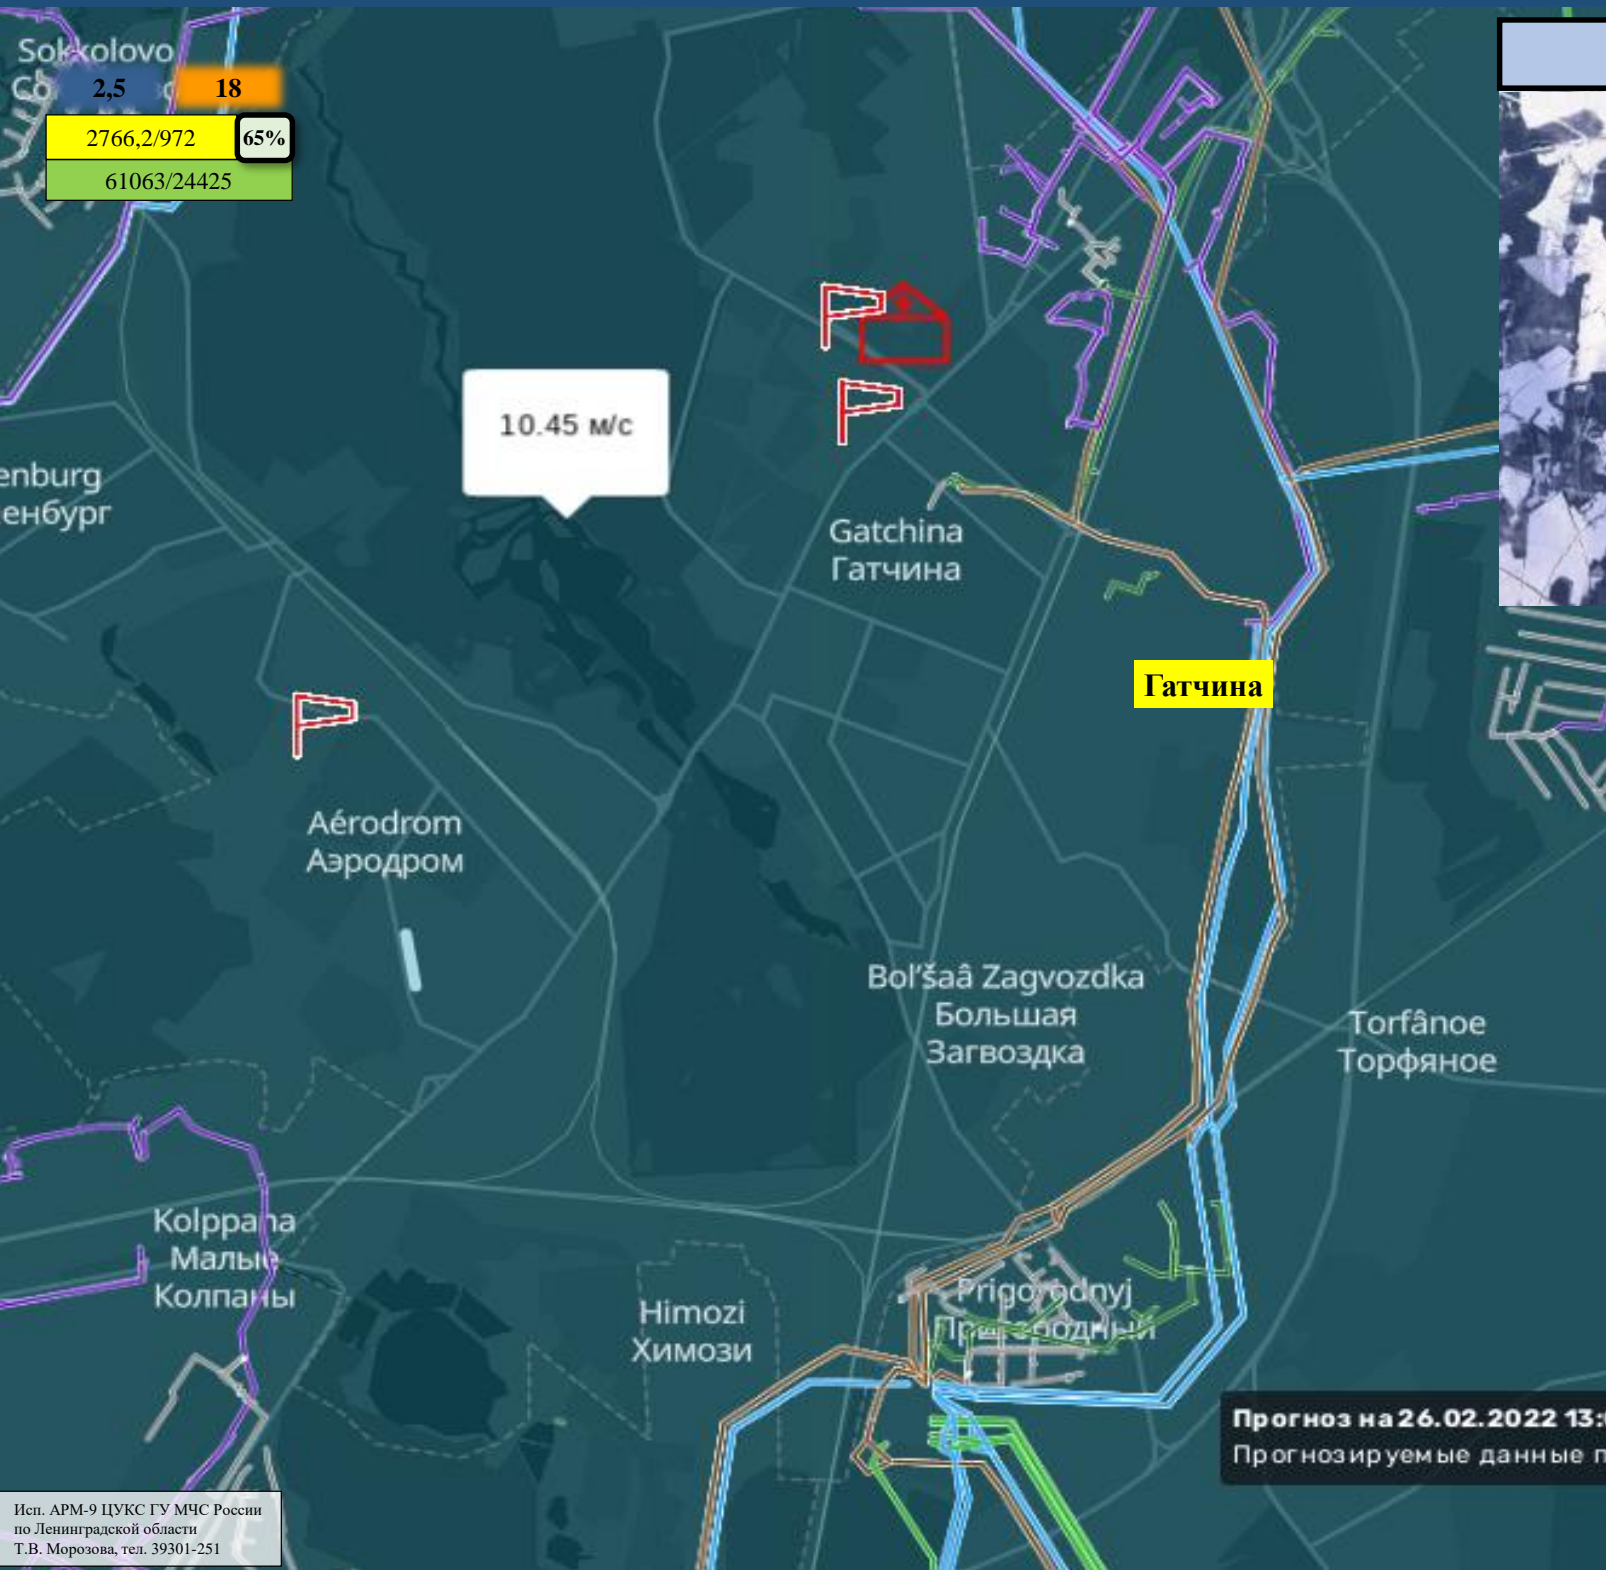 Sokkolovo
2,5
18
2766,2/972
65%
61063/24425
10.45 м/с
enburg
енбург
Gatchina
Гатчина
Гатчина
Aérodrom
Аэродром
Bol'šaâ Zagvozdka
Большая
Загвоздка
Torfânoe
Торфяное
Kolppana
Малые
Колпаны
Himozi
Химози
Prigorodnyj
Пригородный
Прогноз на 26.02.2022 13:
Прогнозируемые данные п
Исп. АРМ-9 ЦУКС ГУ МЧС России
по Ленинградской области
Т.В. Морозова, тел. 39301-251